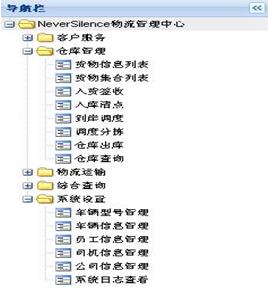 导航栏
NeverSilence物流管理中心
客户服务
仓库管理
货物信息列表
货物集合列表
入货签收
入库清点
到岸调度
调度分拣
仓库出库
仓库查询
物流运输
综合查询
系统设置
车辆型号管理
车辆信息管理
员工信息管理
司机信息管理
公司信息管理
系统日志查看